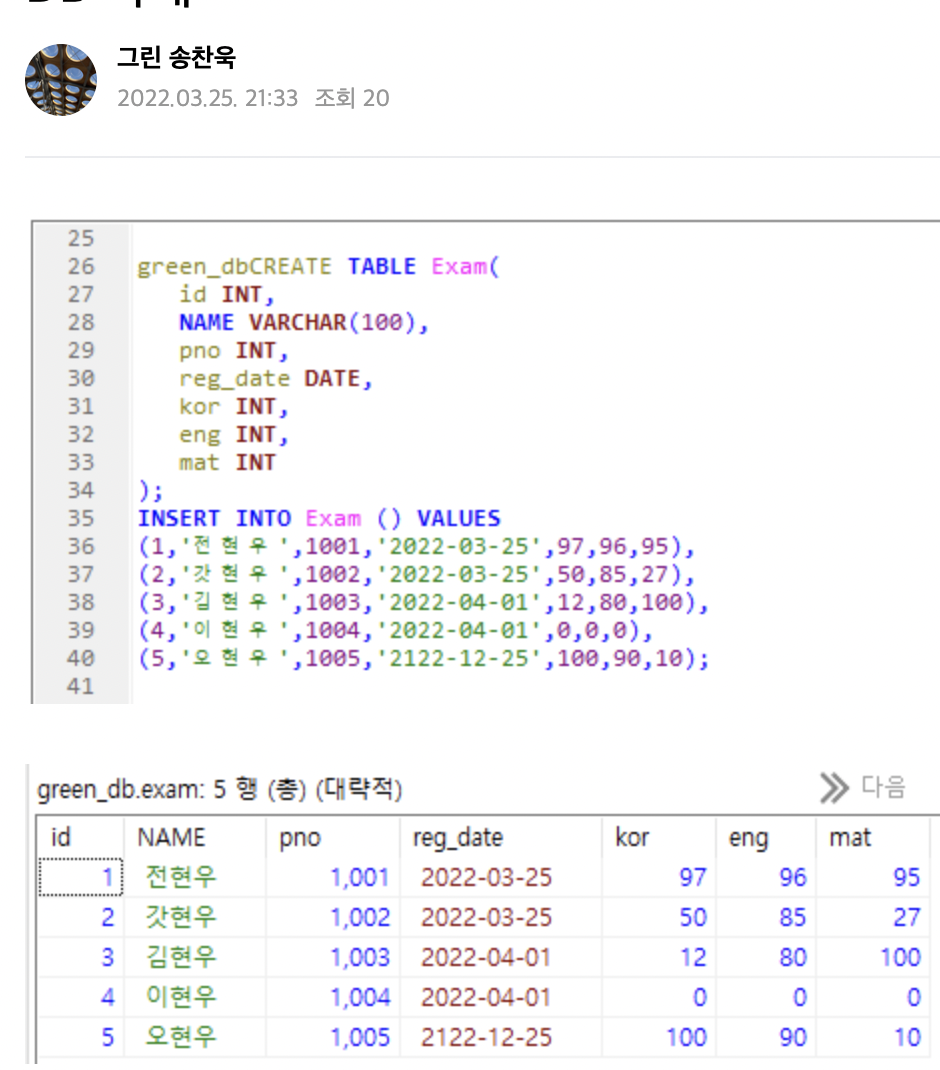 그린 송찬욱
2022.03.25. 21:33 조회 20
25
26 green_dbCREATE TABLE Exam(
27 id INT,
28 NAME VARCHAR(100),
29 pno INT,
30 reg_date DATE,
31 kor INT,
32 eng INT,
33 mat INT
34 );
35 INSERT INTO Exam () VALUES
36 (1,'전현우',1001,'2022-03-25',97,96,95),
37 (2,'갓현우',1002,'2022-03-25',50,85,27),
38 (3,'김현우',1003,'2022-04-01',12,80,100),
39 (4,'이현우',1004,'2022-04-01',0,0,0),
40 (5,'오현우',1005,'2122-12-25',100,90,10);
41
green_db.exam: 5 행 (총) (대략적) 다음
id NAME pno reg_date kor eng mat
1 전현우 1,001 2022-03-25 97 96 95
2 갓현우 1,002 2022-03-25 50 85 27
3 김현우 1,003 2022-04-01 12 80 100
4 이현우 1,004 2022-04-01 0 0 0
5 오현우 1,005 2122-12-25 100 90 10